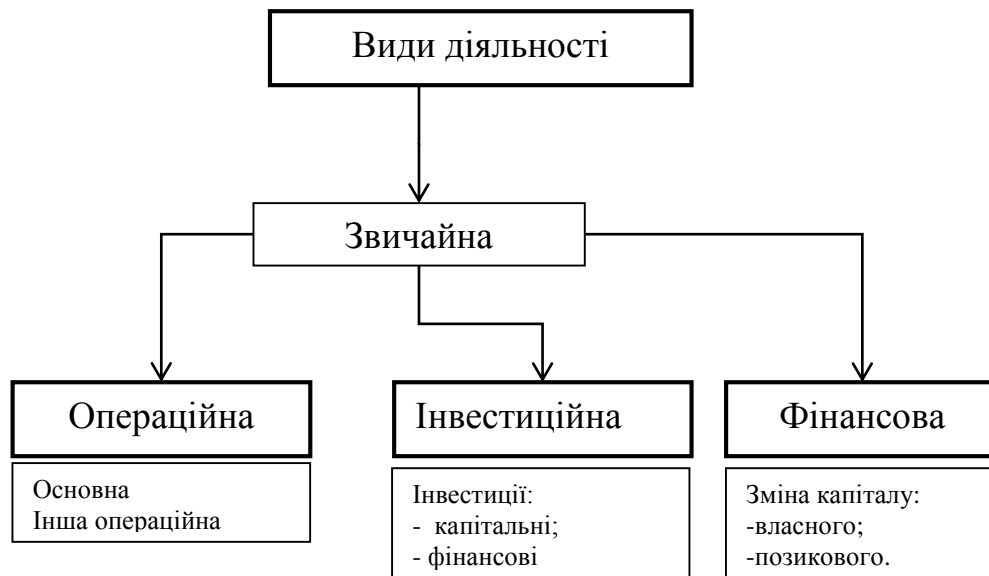 Види діяльності
Звичайна
Операційна
Основна
Інша операційна
Інвестиційна
Інвестиції:
- капітальні;
- фінансові
Фінансова
Зміна капіталу:
-власного;
-позикового.